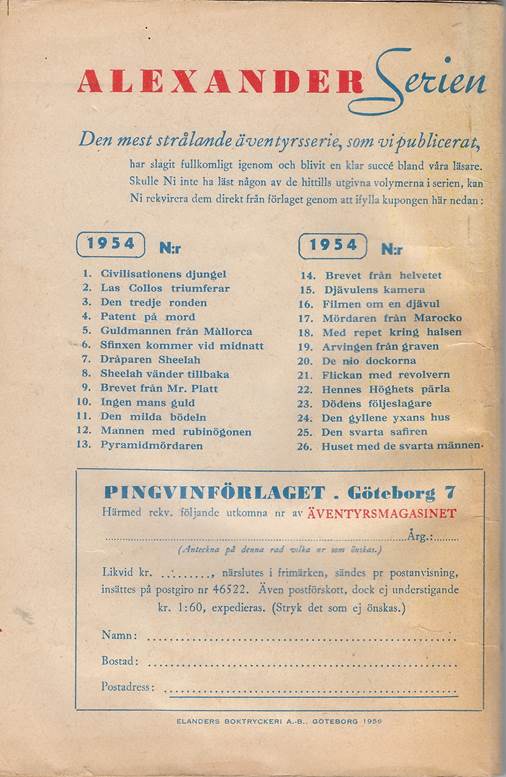 ALEXANDER Serien
Den mest strålande äventyrsserie, som vi publicerat,
har slagit fullkomligt igenom och blivit en klar succé bland våra läsare.
Skulle Ni inte ha läst någon av de hittills utgivna volymerna i serien, kan
Ni rekvirera dem direkt från förlaget genom att ifylla kupongen här nedan:
1954 N:r
1. Civilisationens djungel
2. Las Collos triumferar
3. Den tredje ronden
4. Patent på mord
5. Guldmannen från Mallorca
6. Sfinxen kommer vid midnatt
7. Dråparen Sheelah
8. Sheelah vänder tillbaka
9. Brevet från Mr. Platt
10. Ingen mans guld
11. Den milda bödeln
12. Mannen med rubinögonen
13. Pyramidmördaren
1954 N:r
14. Brevet från helvetet
15. Djävulens kamera
16. Filmen om en djävul
17. Mördaren från Marocko
18. Med repet kring halsen
19. Arvingen från graven
20. De nio dockorna
21. Flickan med revolvern
22. Hennes Höghets pärla
23. Dödens följeslagare
24. Den gyllene yxans hus
25. Den svarta safiren
26. Huset med de svarta männen
PINGVINFÖRLAGET . Göteborg 7
Härmed rekv. följande utkomna nr av ÄVENTYRSMAGASINET
.......................................................... Årg.:.......
(Anteckna på denna rad vilka nr som önskas.)
Likvid kr. .........., närslutes i frimärken, sändes pr postanvisning,
insättes på postgiro nr 46522. Även postförskott, dock ej understigande
kr. 1:60, expedieras. (Stryk det som ej önskas.)
Namn: ..........................................................
Bostad: ..........................................................
Postadress: ..........................................................
ELANDERS BOKTRYCKERI A.-B., GÖTEBORG 1956